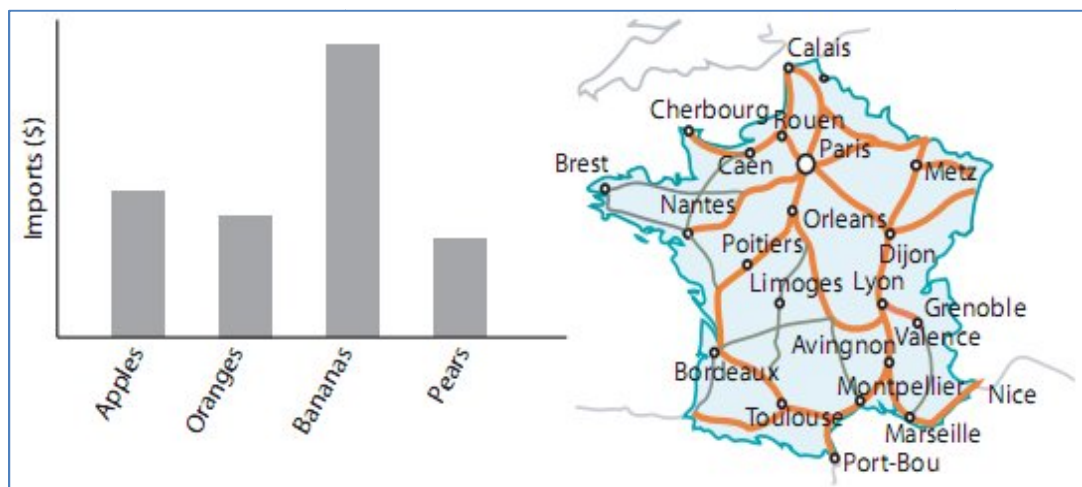 Imports ($)
Apples
Oranges
Bananas
Pears
Calais
Cherbourg
Rouen
Paris
Caen
Metz
Brest
Nantes
Orleans
Poitiers
Dijon
Limoges
Lyon
Grenoble
Valence
Avingnon
Bordeaux
Montpellier
Nice
Toulouse
Marseille
Port-Bou